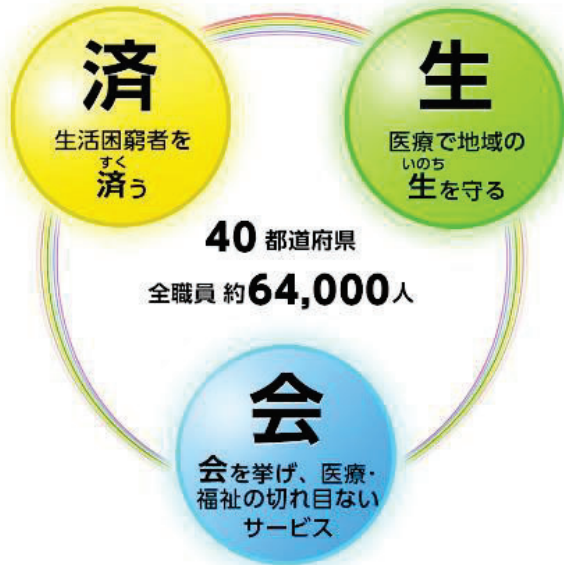 済
生活困窮者を
すく
済う
生
医療で地域の
いのち
生を守る
40 都道府県
全職員 約64,000人
会
会を挙げ、医療・
福祉の切れ目ない
サービス